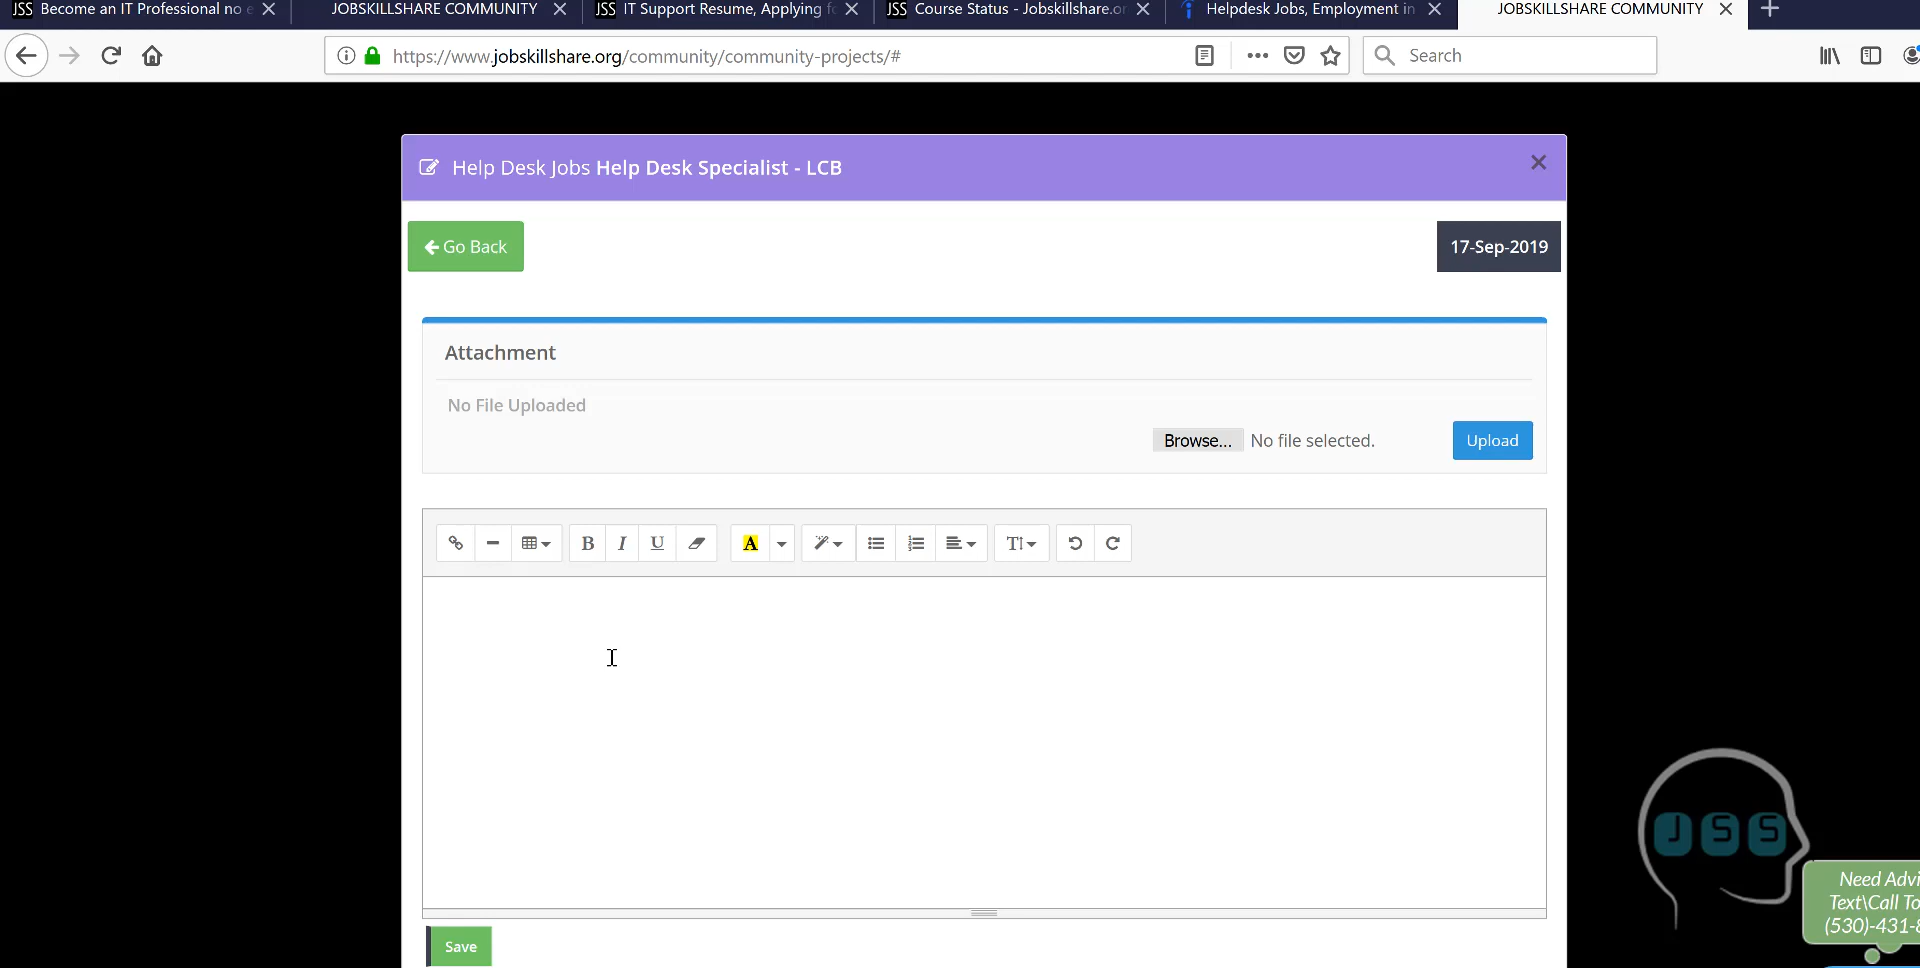 JSS Become an IT Professional no e
JOBSKILLSHARE COMMUNITY
JSS IT Support Resume, Applying fo
JSS Course Status - Jobskillshare.or
Helpdesk Jobs, Employment in
JOBSKILLSHARE COMMUNITY
https://www.jobskillshare.org/community/community-projects/#
Search
Help Desk Jobs Help Desk Specialist - LCB
Go Back
17-Sep-2019
Attachment
No File Uploaded
Browse... No file selected.
Upload
B I U A T
JSS
Need Advi
Text\Call To
(530)-431-8
Save